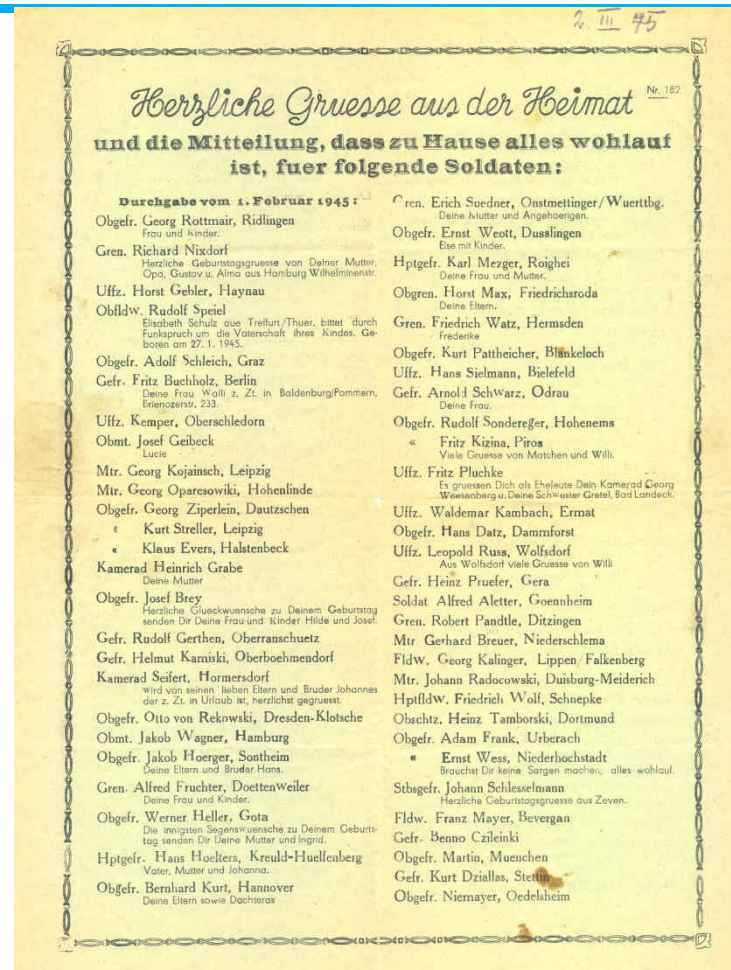 2. III 45
Nr. 182
Herzliche Gruesse aus der Heimat
und die Mitteilung, dass zu Hause alles wohlauf
ist, fuer folgende Soldaten:
Durchgabe vom 1. Februar 1945:
Obgefr. Georg Rottmair, Ridlingen
Frau und Kinder.
Gren. Richard Nixdorf
Herzliche Geburtstagsgruesse von Deiner Mutter,
Opa, Gustav u. Alma aus Hamburg Wilhelminenstr.
Uffz. Horst Gebler, Haynau
Obfldw. Rudolf Speiel
Elisabeth Schulz aue Treffurt/Thuer. bittet durch
Funkspruch um die Vaterschaft ihres Kindes. Ge-
boren am 27. 1. 1945.
Obgefr. Adolf Schleich, Graz
Gefr. Fritz Buchholz, Berlin
Deine Frau Walli z. Zt. in Baldenburg/Pommern,
Brienozerstr. 233.
Uffz. Kemper, Oberschledorn
Obmt. Josef Geibeck
Lucie
Mtr. Georg Kojainsch, Leipzig
Mtr. Georg Oparesowiki, Hohenlinde
Obgefr. Georg Ziperlein, Dautzschen
« Kurt Streller, Leipzig
« Klaus Evers, Halstenbeck
Kamerad Heinrich Grabe
Deine Mutter
Obgefr. Josef Brey
Herzliche Glueckwuensche zu Deinem Geburtstag
senden Dir Deine Frau und Kinder Hilde und Josef.
Gefr. Rudolf Gerthen, Oberranschuetz
Gefr. Helmut Kamiski, Oberboehmendorf
Kamerad Seifert, Hormersdorf
wird von seinen lieben Eltern und Bruder Johannes
der z. Zt. in Urlaub ist, herzlichst gegruesst.
Obgefr. Otto von Rekowski, Dresden-Klotsche
Obmt. Jakob Wagner, Hamburg
Obgefr. Jakob Hoerger, Sontheim
Deine Eltern und Bruder Hans.
Gren. Alfred Fruchter, Doettenweiler
Deine Frau und Kinder.
Obgefr. Werner Heller, Gota
Die innigsten Segenswuensche zu Deinem Geburts-
tag senden Dir Deine Mutter und Ingrid.
Hptgefr. Hans Hoelters, Kreuld-Huelfenberg
Vater, Mutter und Johanna.
Obgefr. Bernhard Kurt, Hannover
Deine Eltern sowie Dachteras
Gren. Erich Suedner, Onstmettinger/Wuerttbg.
Deine Mutter und Angehoerigen.
Obgefr. Ernst Weott, Dusslingen
Else mit Kinder.
Hptgefr. Karl Mezger, Roighei
Deine Frau und Mutter.
Obgren. Horst Max, Friedrichsroda
Deine Eltern.
Gren. Friedrich Watz, Hermsden
Frederike
Obgefr. Kurt Pattheicher, Blankeloch
Uffz. Hans Sielmann, Bielefeld
Gefr. Arnold Schwarz, Odrau
Deine Frau.
Obgefr. Rudolf Sondereger, Hohenems
« Fritz Kizina, Piros
Viele Gruesse von Matchen und Willi.
Uffz. Fritz Pluchke
Es gruessen Dich als Eheleute Dein Kamerad Georg
Weesenberg u. Deine Schwester Gretel, Bad Landeck.
Uffz. Waldemar Kambach, Ermat
Obgefr. Hans Datz, Dammforst
Uffz. Leopold Russ, Wolfsdorf
Aus Wolfsdorf viele Gruesse von Willi
Gefr. Heinz Pruefer, Gera
Soldat Alfred Aletter, Goennheim
Gren. Robert Pandtle, Ditzingen
Mtr Gerhard Breuer, Niederschlema
Fldw. Georg Kalinger, Lippen/Falkenberg
Mtr. Johann Radocowski, Duisburg-Meiderich
Hptfldw. Friedrich Wolf, Schnepke
Obschtz. Heinz Tamborski, Dortmund
Obgefr. Adam Frank, Urberach
« Ernst Wess, Niederhochstadt
Brauchst Dir keine Sorgen machen, alles wohlauf.
Stbsgefr. Johann Schlesselmann
Herzliche Geburtstagsgruesse aus Zeven.
Fldw. Franz Mayer, Bevergan
Gefr. Benno Czileinki
Obgefr. Martin, Muenchen
Gefr. Kurt Dziallas, Stettin
Obgefr. Niemayer, Oedelsheim